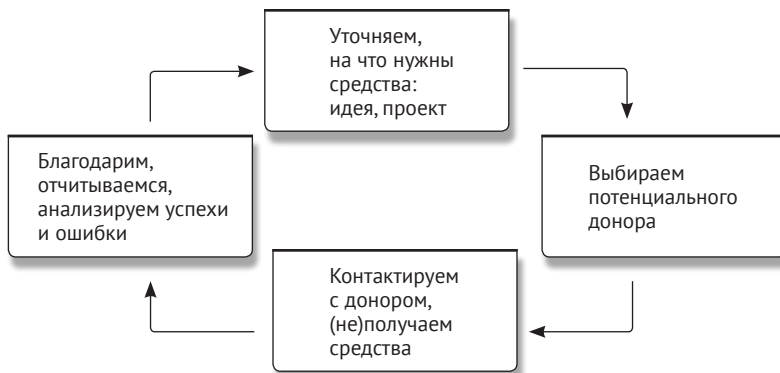 Уточняем,
на что нужны
средства:
идея, проект
Выбираем
потенциального
донора
Контактируем
с донором,
(не)получаем
средства
Благодарим,
отчитываемся,
анализируем успехи
и ошибки